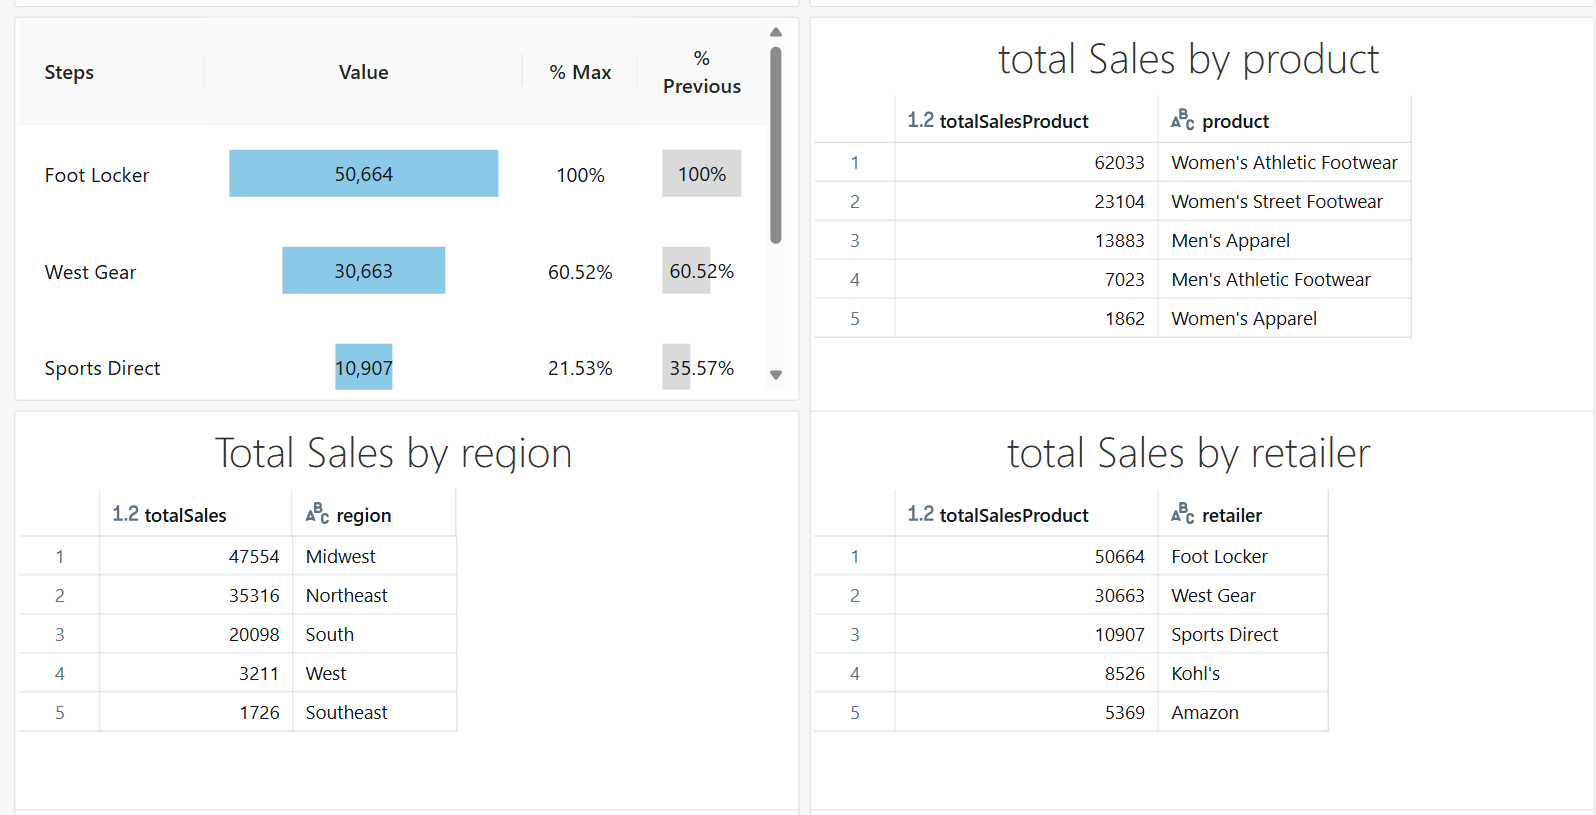 Steps Value % Max % Previous
Foot Locker 50,664 100% 100%
West Gear 30,663 60.52% 60.52%
Sports Direct 10,907 21.53% 35.57%
total Sales by product
1.2 totalSalesProduct ABC product
1 62033 Women's Athletic Footwear
2 23104 Women's Street Footwear
3 13883 Men's Apparel
4 7023 Men's Athletic Footwear
5 1862 Women's Apparel
Total Sales by region
1.2 totalSales ABC region
1 47554 Midwest
2 35316 Northeast
3 20098 South
4 3211 West
5 1726 Southeast
total Sales by retailer
1.2 totalSalesProduct ABC retailer
1 50664 Foot Locker
2 30663 West Gear
3 10907 Sports Direct
4 8526 Kohl's
5 5369 Amazon